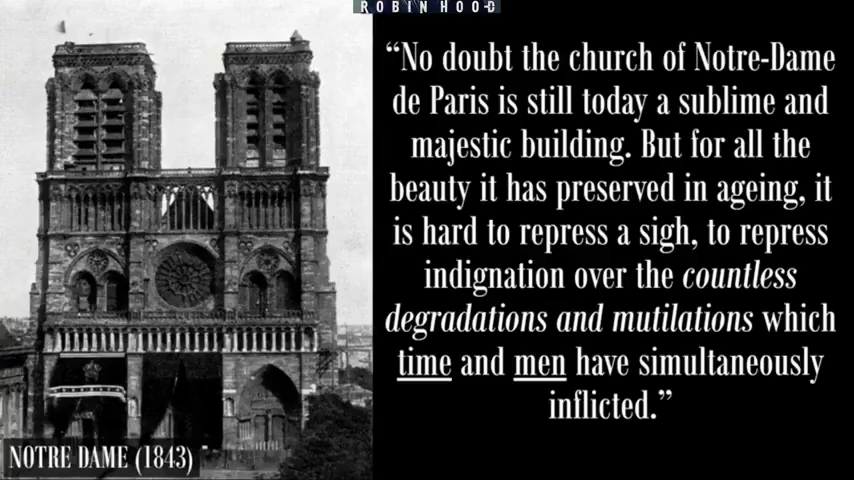 ROBIN HOOD
“No doubt the church of Notre-Dame
de Paris is still today a sublime and
majestic building. But for all the
beauty it has preserved in ageing, it
is hard to repress a sigh, to repress
indignation over the countless
degradations and mutilations which
time and men have simultaneously
inflicted.”
NOTRE DAME (1843)